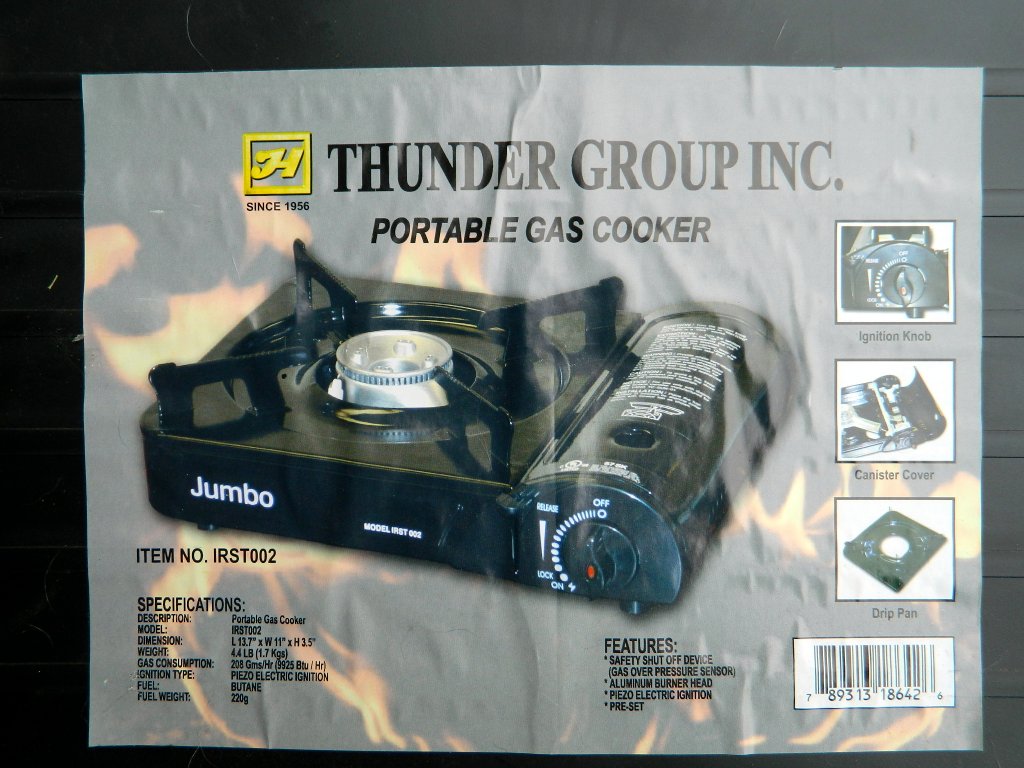 H
THUNDER GROUP INC.
SINCE 1956
PORTABLE GAS COOKER
Ignition Knob
Canister Cover
Drip Pan
Jumbo
MODEL IRST 002
RELEASE
OFF
LOCK
ON
ITEM NO. IRST002
SPECIFICATIONS:
DESCRIPTION: Portable Gas Cooker
MODEL: IRST002
DIMENSION: L 13.7" x W 11" x H 3.5"
WEIGHT: 4.4 LB (1.7 Kgs)
GAS CONSUMPTION: 208 Gms/Hr (9925 Btu / Hr)
IGNITION TYPE: PIEZO ELECTRIC IGNITION
FUEL: BUTANE
FUEL WEIGHT: 220g
FEATURES:
* SAFETY SHUT OFF DEVICE
(GAS OVER PRESSURE SENSOR)
* ALUMINUM BURNER HEAD
* PIEZO ELECTRIC IGNITION
* PRE-SET
7 89313 18642 6